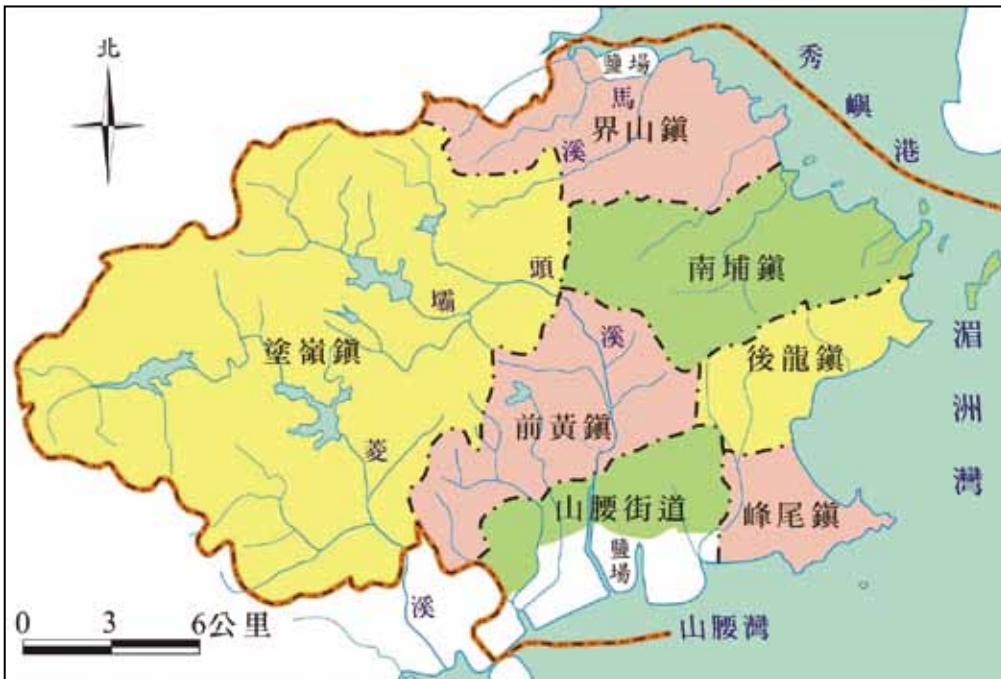 北
鹽場
秀嶼港
馬溪
界山鎮
南埔鎮
壩頭溪
塗嶺鎮
後龍鎮
湄洲灣
前黃鎮
菱溪
山腰街道
峰尾鎮
鹽場
0 3 6公里
山腰灣